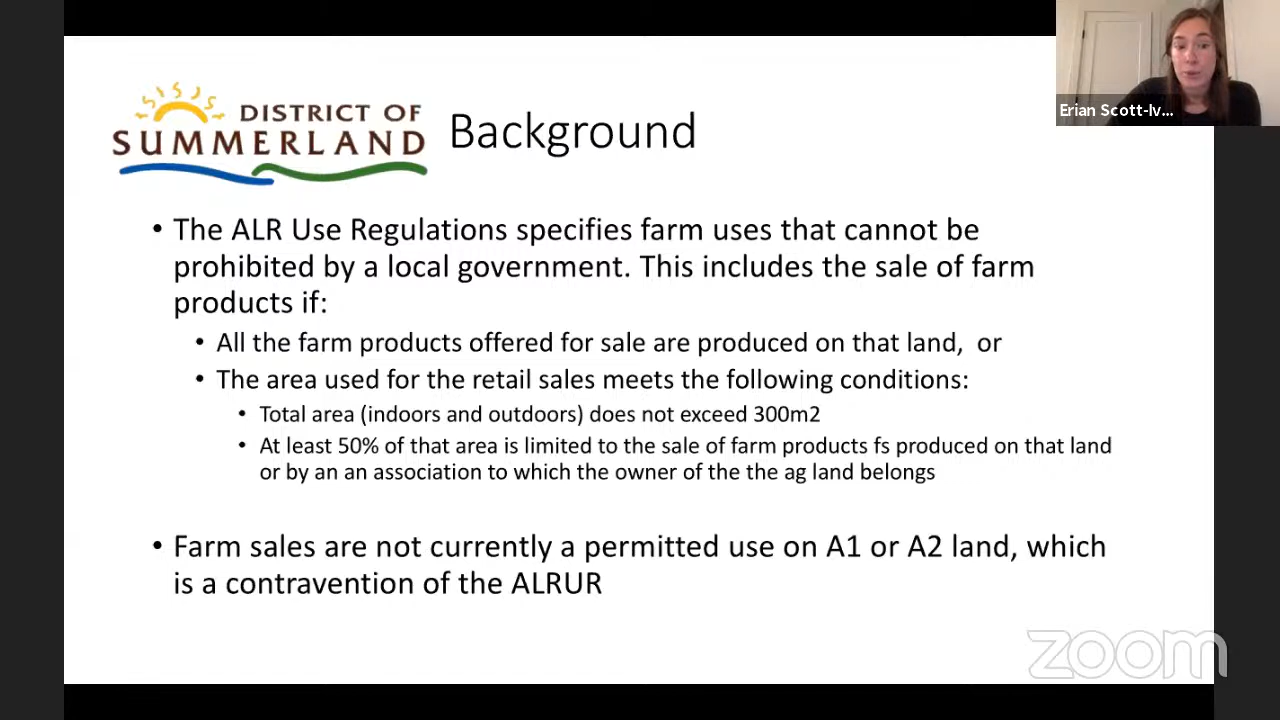 Erian Scott-Iv...
DISTRICT OF
SUMMERLAND
Background
• The ALR Use Regulations specifies farm uses that cannot be
prohibited by a local government. This includes the sale of farm
products if:
• All the farm products offered for sale are produced on that land,  or
• The area used for the retail sales meets the following conditions:
• Total area (indoors and outdoors) does not exceed 300m2
• At least 50% of that area is limited to the sale of farm products fs produced on that land
or by an an association to which the owner of the the ag land belongs
• Farm sales are not currently a permitted use on A1 or A2 land, which
is a contravention of the ALRUR
zoom